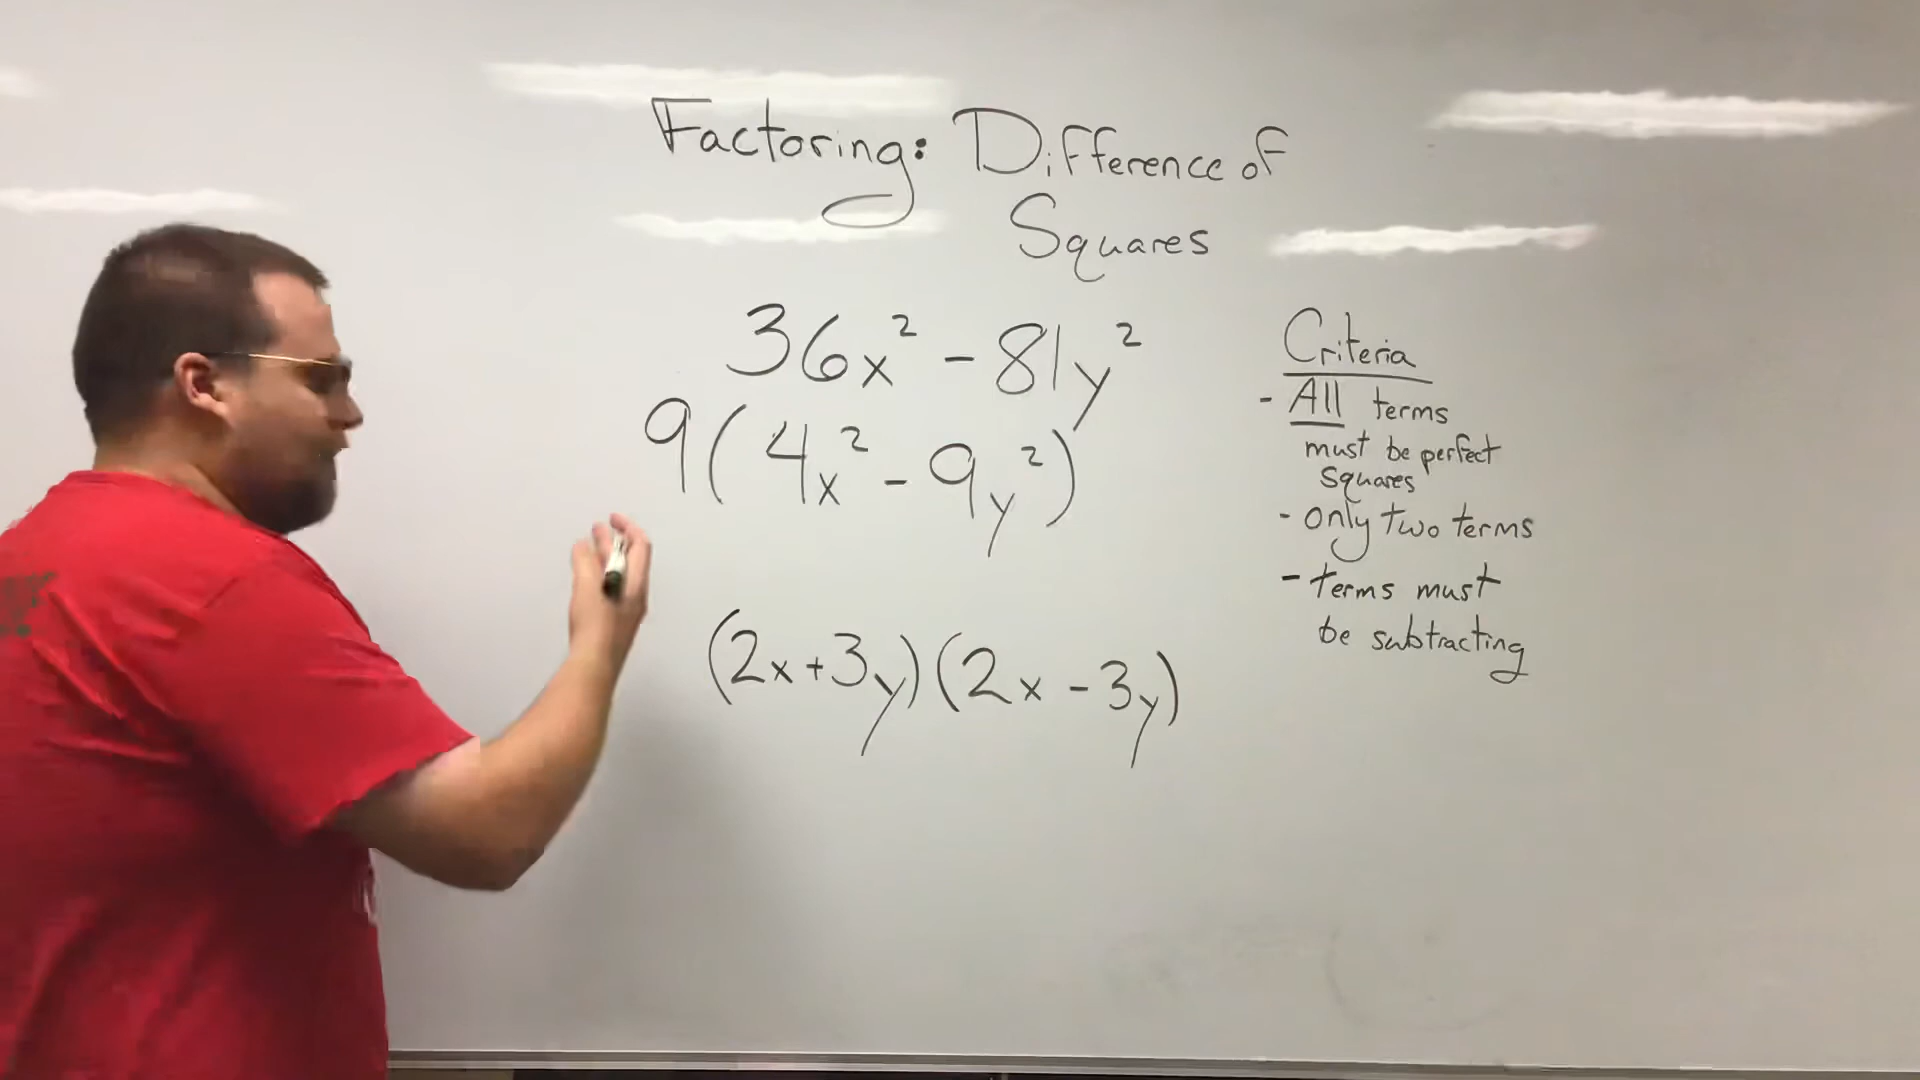 Factoring: Difference of
Squares
36x² - 81y²
9(4x² - 9y²)
(2x+3y)(2x - 3y)
Criteria
- All terms
must be perfect
squares
- only two terms
- terms must
be subtracting